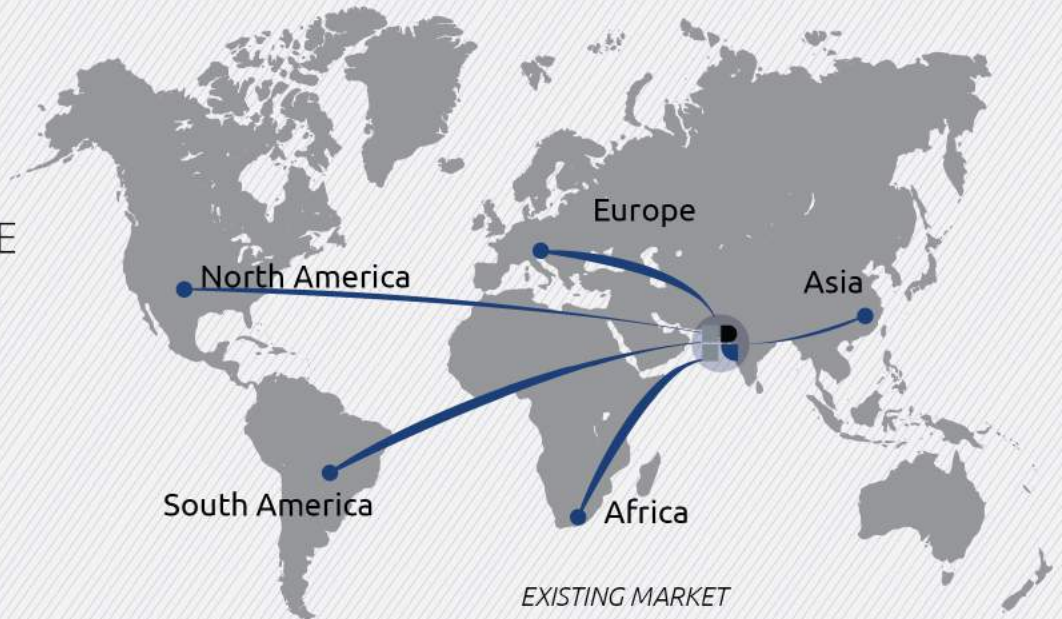 E
Europe
North America
Asia
South America
Africa
EXISTING MARKET